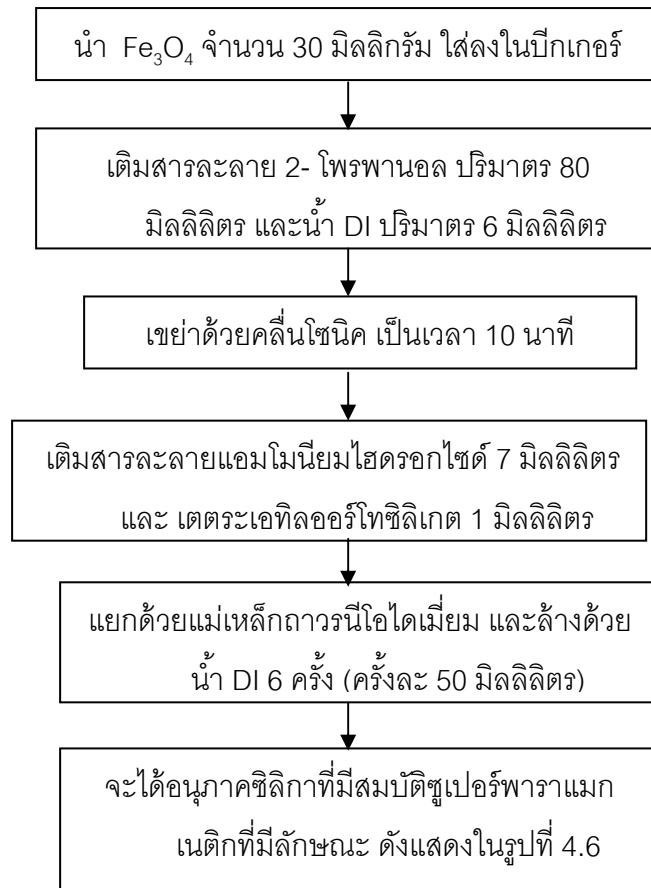 นำ Fe₃O₄ จำนวน 30 มิลลิกรัม ใส่ลงในบีกเกอร์
เติมสารละลาย 2- โพรพานอล ปริมาตร 80
มิลลิลิตร และน้ำ DI ปริมาตร 6 มิลลิลิตร
เขย่าด้วยคลื่นโซนิค เป็นเวลา 10 นาที
เติมสารละลายแอมโมเนียมไฮดรอกไซด์ 7 มิลลิลิตร
และ เตตระเอทิลออร์โทซิลิเกต 1 มิลลิลิตร
แยกด้วยแม่เหล็กถาวรนีโอไดเมี่ยม และล้างด้วย
น้ำ DI 6 ครั้ง (ครั้งละ 50 มิลลิลิตร)
จะได้อนุภาคซิลิกาที่มีสมบัติซูเปอร์พาราแมก
เนติกที่มีลักษณะ ดังแสดงในรูปที่ 4.6